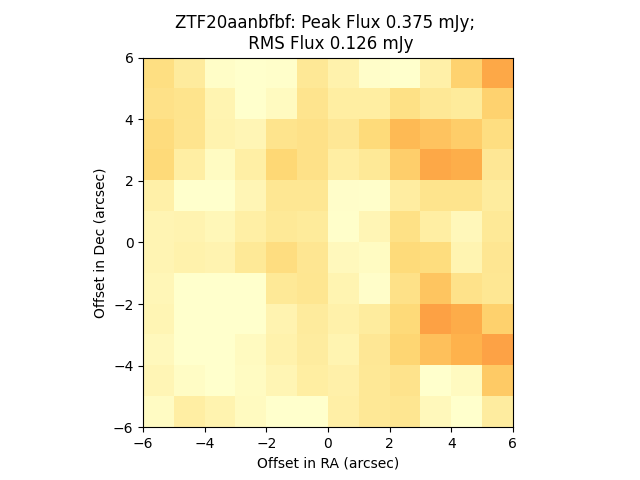 ZTF20aanbfbf: Peak Flux 0.375 mJy;
RMS Flux 0.126 mJy
6
4
2
0
−2
−4
−6
Offset in Dec (arcsec)
−6 −4 −2 0 2 4 6
Offset in RA (arcsec)